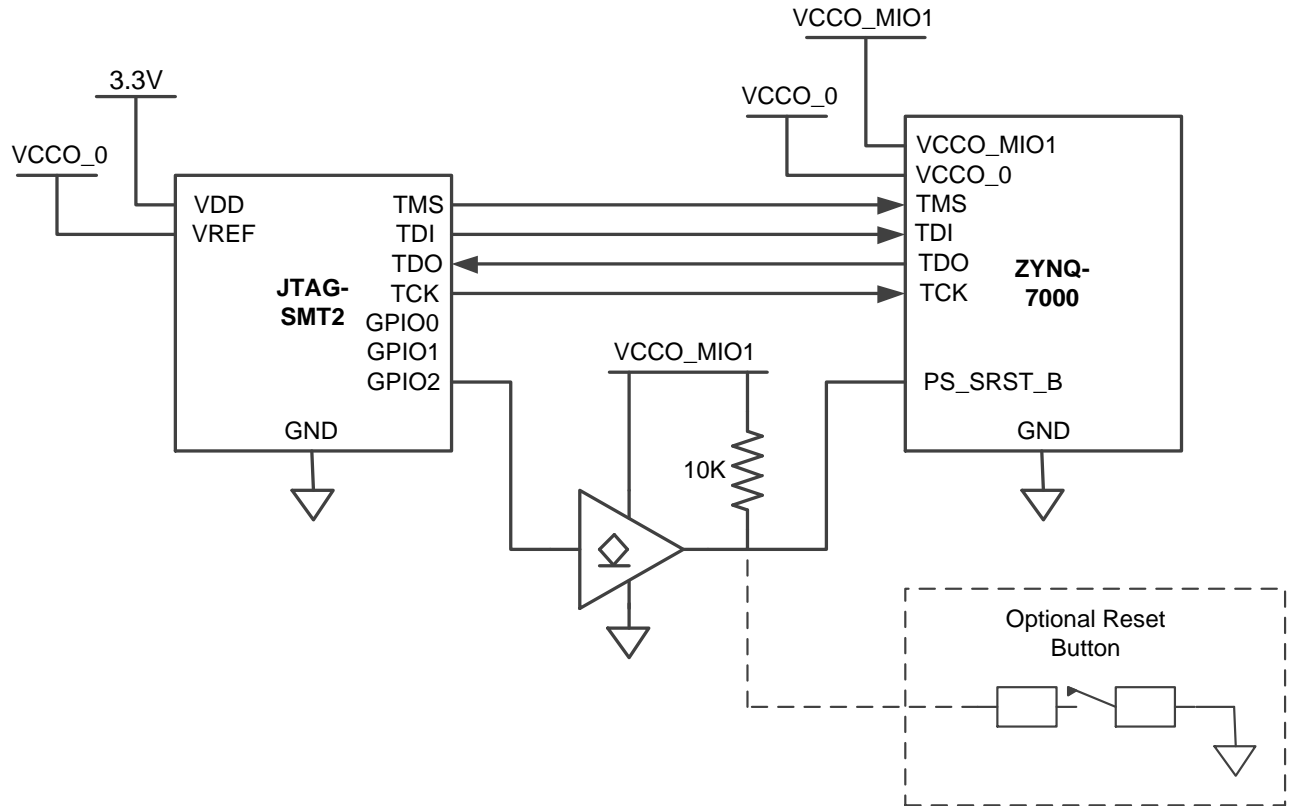 VCCO_MIO1
3.3V
VCCO_0
VCCO_0
VDD
VREF
JTAG-
SMT2
TMS
TDI
TDO
TCK
GPIO0
GPIO1
GPIO2
GND
VCCO_MIO1
VCCO_0
TMS
TDI
TDO
TCK
ZYNQ-
7000
PS_SRST_B
GND
VCCO_MIO1
10K
Optional Reset
Button